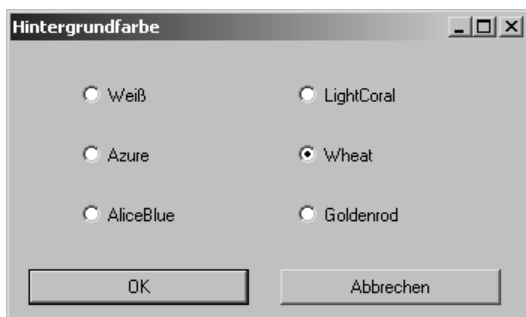 Hintergrundfarbe
Weiß
LightCoral
Azure
Wheat
AliceBlue
Goldenrod
OK
Abbrechen